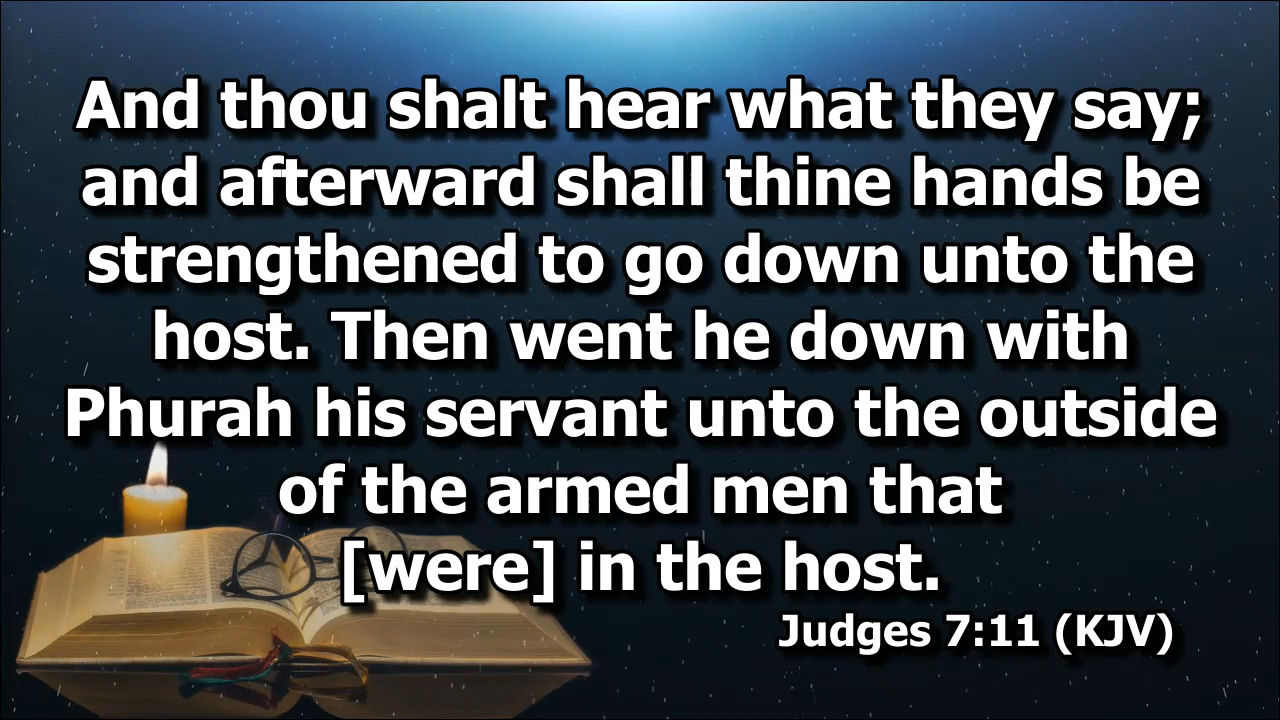 And thou shalt hear what they say;
and afterward shall thine hands be
strengthened to go down unto the
host. Then went he down with
Phurah his servant unto the outside
of the armed men that
[were] in the host.
Judges 7:11 (KJV)